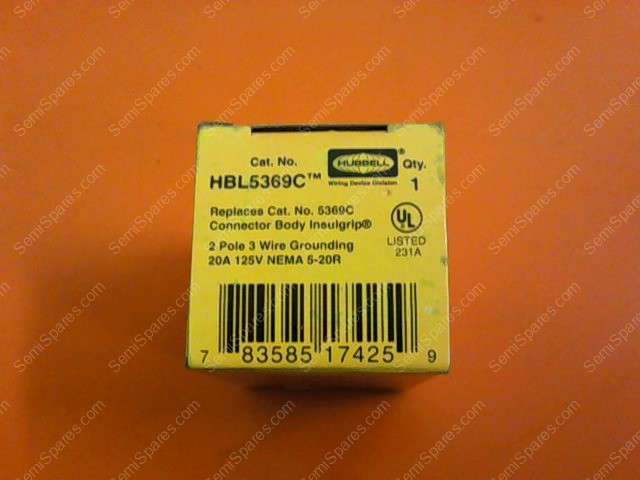 Cat. No.
HBL5369C™
HUBBELL®
Wiring Device Division
Qty.
1
Replaces Cat. No. 5369C
Connector Body Insulgrip®
2 Pole 3 Wire Grounding
20A 125V NEMA 5-20R
UL
LISTED
231A
7 83585 17425 9
SemiSpares.com